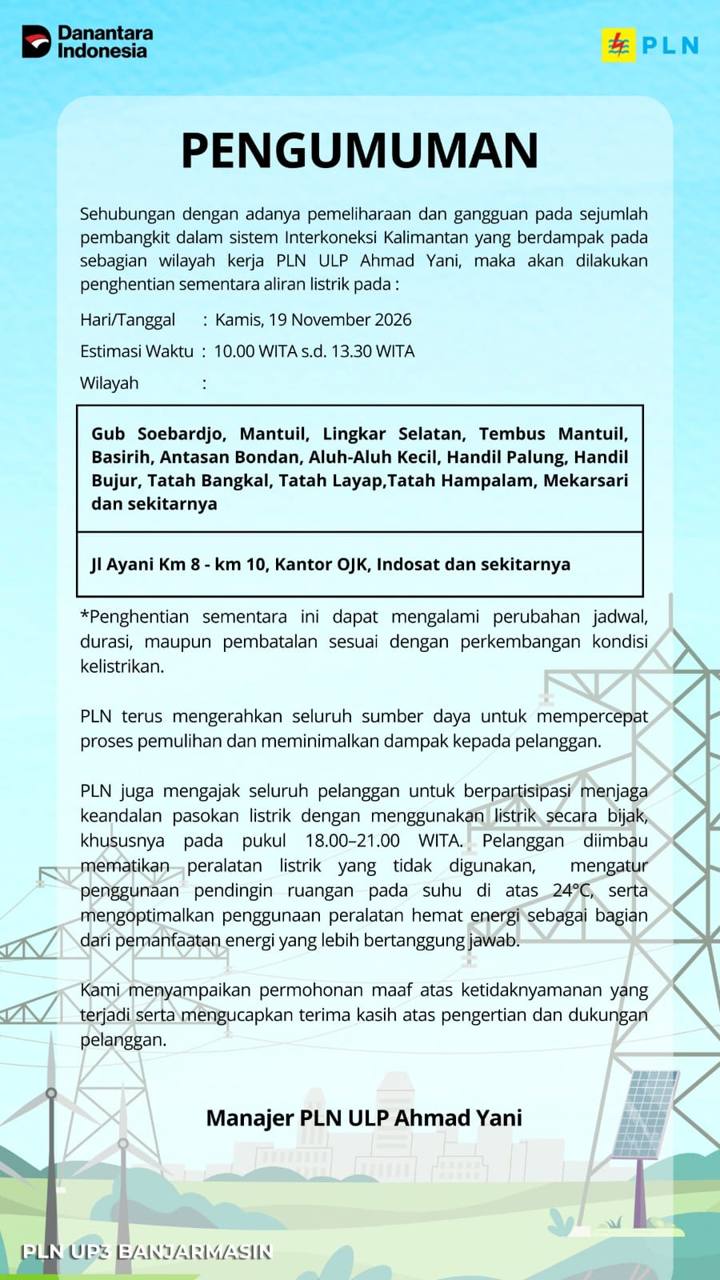 Danantara
Indonesia
PLN
PENGUMUMAN
Sehubungan dengan adanya pemeliharaan dan gangguan pada sejumlah
pembangkit dalam sistem Interkoneksi Kalimantan yang berdampak pada
sebagian wilayah kerja PLN ULP Ahmad Yani, maka akan dilakukan
penghentian sementara aliran listrik pada :
Hari/Tanggal : Kamis, 19 November 2026
Estimasi Waktu : 10.00 WITA s.d. 13.30 WITA
Wilayah :
Gub Soebardjo, Mantuil, Lingkar Selatan, Tembus Mantuil,
Basirih, Antasan Bondan, Aluh-Aluh Kecil, Handil Palung, Handil
Bujur, Tatah Bangkal, Tatah Layap,Tatah Hampalam, Mekarsari
dan sekitarnya
Jl Ayani Km 8 - km 10, Kantor OJK, Indosat dan sekitarnya
*Penghentian sementara ini dapat mengalami perubahan jadwal,
durasi, maupun pembatalan sesuai dengan perkembangan kondisi
kelistrikan.
PLN terus mengerahkan seluruh sumber daya untuk mempercepat
proses pemulihan dan meminimalkan dampak kepada pelanggan.
PLN juga mengajak seluruh pelanggan untuk berpartisipasi menjaga
keandalan pasokan listrik dengan menggunakan listrik secara bijak,
khususnya pada pukul 18.00–21.00 WITA. Pelanggan diimbau
mematikan peralatan listrik yang tidak digunakan, mengatur
penggunaan pendingin ruangan pada suhu di atas 24°C, serta
mengoptimalkan penggunaan peralatan hemat energi sebagai bagian
dari pemanfaatan energi yang lebih bertanggung jawab.
Kami menyampaikan permohonan maaf atas ketidaknyamanan yang
terjadi serta mengucapkan terima kasih atas pengertian dan dukungan
pelanggan.
Manajer PLN ULP Ahmad Yani
PLN UP3 BANJARMASIN